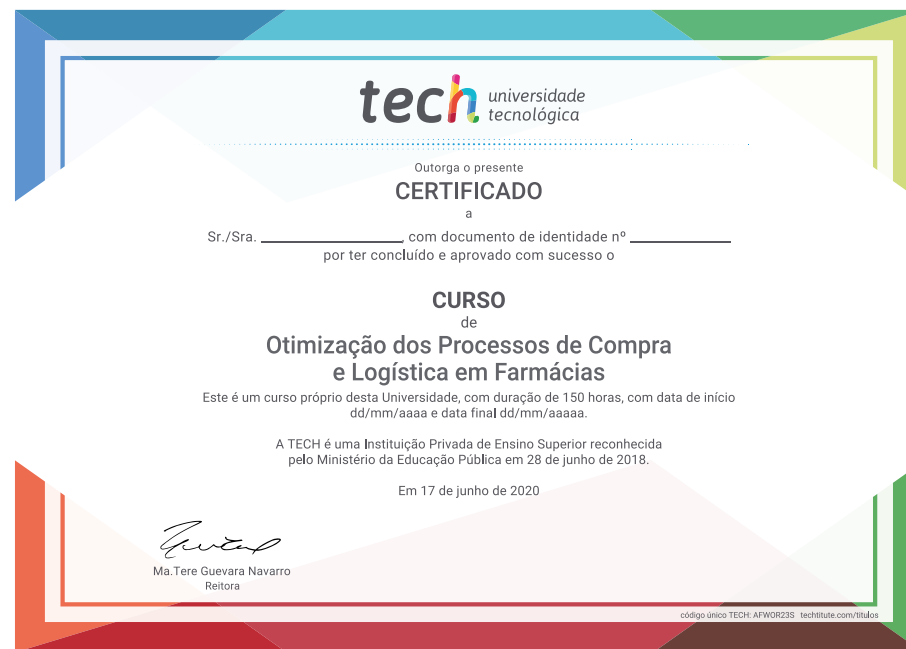 tech universidade
tecnológica
Outorga o presente
CERTIFICADO
a
Sr./Sra. ________________, com documento de identidade nº ______________
por ter concluído e aprovado com sucesso o
CURSO
de
Otimização dos Processos de Compra
e Logística em Farmácias
Este é um curso próprio desta Universidade, com duração de 150 horas, com data de início
dd/mm/aaaa e data final dd/mm/aaaaa.
A TECH é uma Instituição Privada de Ensino Superior reconhecida
pelo Ministério da Educação Pública em 28 de junho de 2018.
Em 17 de junho de 2020
Ma.Tere Guevara Navarro
Reitora
código único TECH: AFWOR23S techtitute.com/titulos